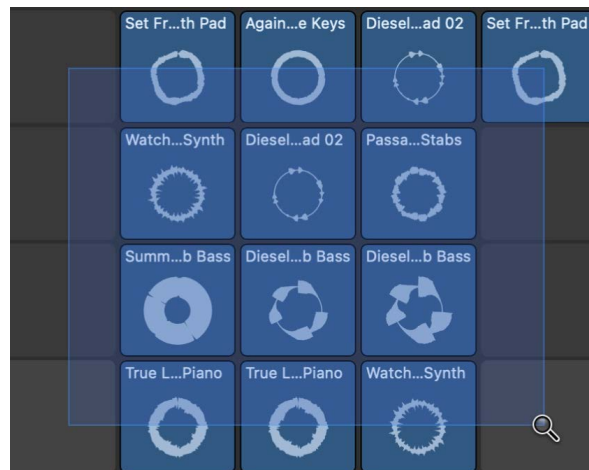 Set Fr...th Pad
Again...e Keys
Diesel...ad 02
Set Fr...th Pad
Watch...Synth
Diesel...ad 02
Passa...Stabs
Summ...b Bass
Diesel...b Bass
Diesel...b Bass
True L...Piano
True L...Piano
Watch...Synth